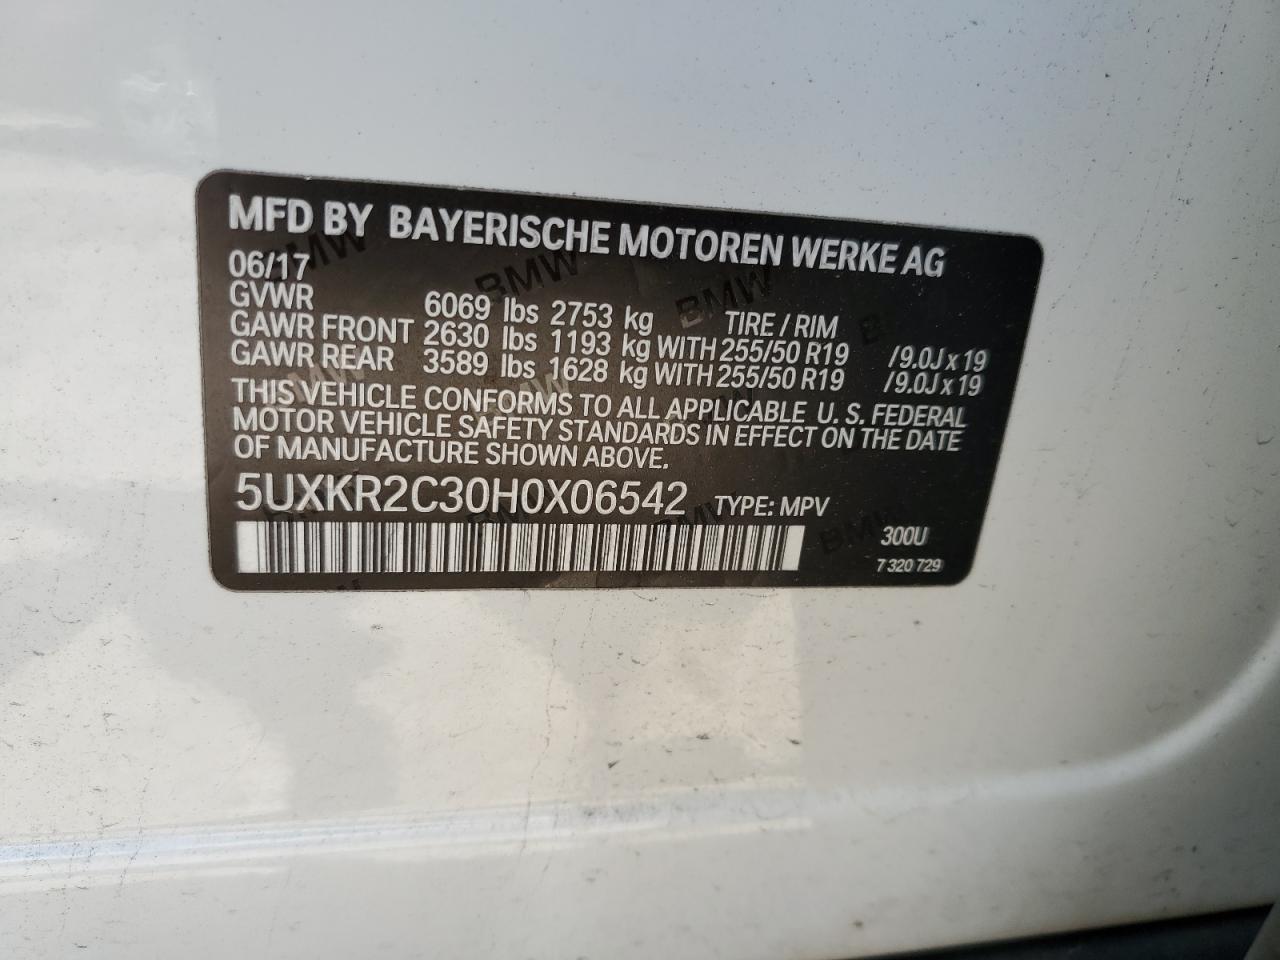 MFD BY BAYERISCHE MOTOREN WERKE AG
06/17
GVWR 6069 lbs 2753 kg TIRE / RIM
GAWR FRONT 2630 lbs 1193 kg WITH 255/50 R19 /9.0J x 19
GAWR REAR 3589 lbs 1628 kg WITH 255/50 R19 /9.0J x 19
THIS VEHICLE CONFORMS TO ALL APPLICABLE U. S. FEDERAL
MOTOR VEHICLE SAFETY STANDARDS IN EFFECT ON THE DATE
OF MANUFACTURE SHOWN ABOVE.
5UXKR2C30H0X06542 TYPE: MPV
300U
7 320 729